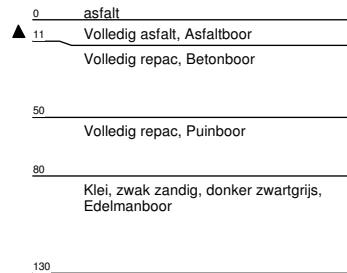 0 asfalt
11 Volledig asfalt, Asfaltboor
Volledig repac, Betonboor
50
Volledig repac, Puinboor
80
Klei, zwak zandig, donker zwartgrijs,
Edelmanboor
130